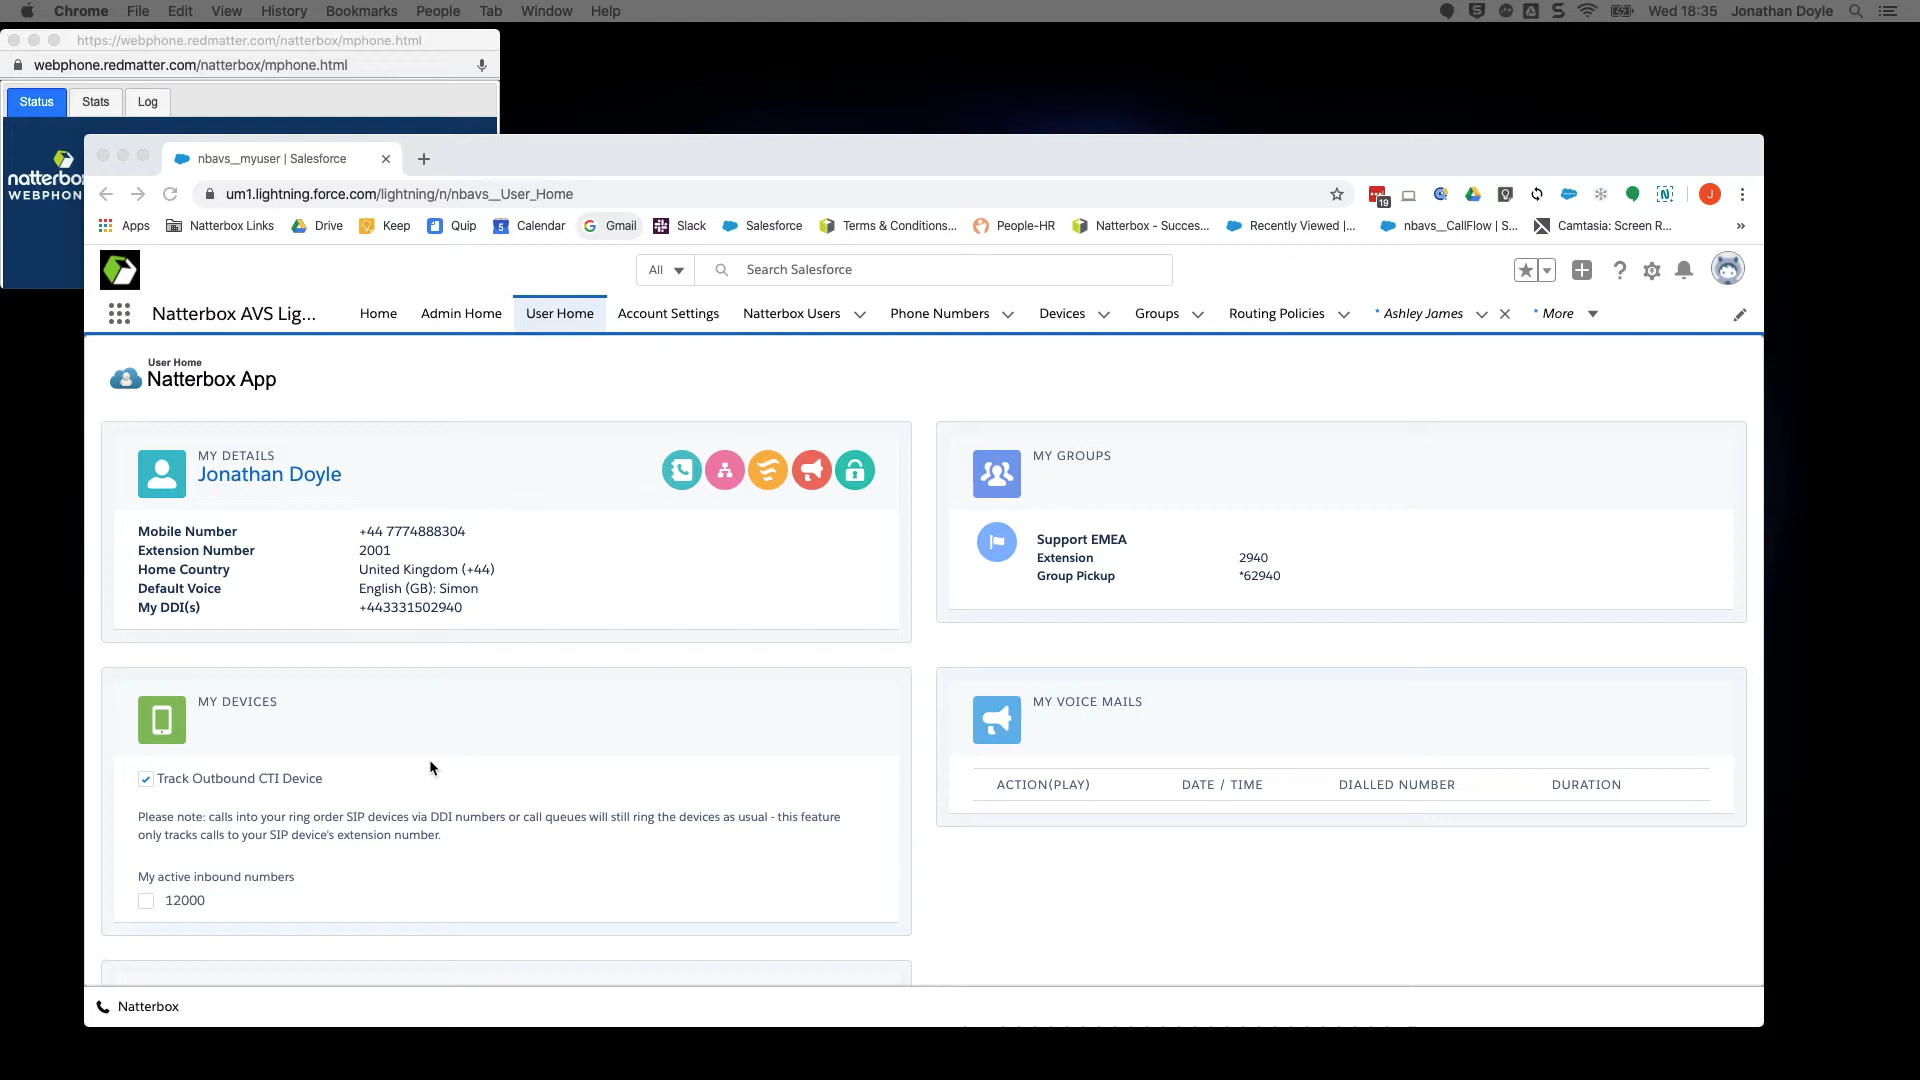 Chrome File Edit View History Bookmarks People Tab Window Help Wed 18:35 Jonathan Doyle
https://webphone.redmatter.com/natterbox/mphone.html
webphone.redmatter.com/natterbox/mphone.html
Status Stats Log
natterbox
WEBPHON
nbavs__myuser | Salesforce
um1.lightning.force.com/lightning/n/nbavs__User_Home
19
J
Apps Natterbox Links Drive Keep Quip 5 Calendar Gmail Slack Salesforce Terms & Conditions... People-HR Natterbox - Succes... Recently Viewed |... nbavs__CallFlow | S... Camtasia: Screen R... »
All Search Salesforce
Natterbox AVS Lig... Home Admin Home User Home Account Settings Natterbox Users Phone Numbers Devices Groups Routing Policies * Ashley James * More
User Home
Natterbox App
MY DETAILS
Jonathan Doyle
Mobile Number +44 7774888304
Extension Number 2001
Home Country United Kingdom (+44)
Default Voice English (GB): Simon
My DDI(s) +443331502940
MY GROUPS
Support EMEA
Extension 2940
Group Pickup *62940
MY DEVICES
Track Outbound CTI Device
Please note: calls into your ring order SIP devices via DDI numbers or call queues will still ring the devices as usual - this feature
only tracks calls to your SIP device's extension number.
My active inbound numbers
12000
MY VOICE MAILS
ACTION(PLAY) DATE / TIME DIALLED NUMBER DURATION
Natterbox